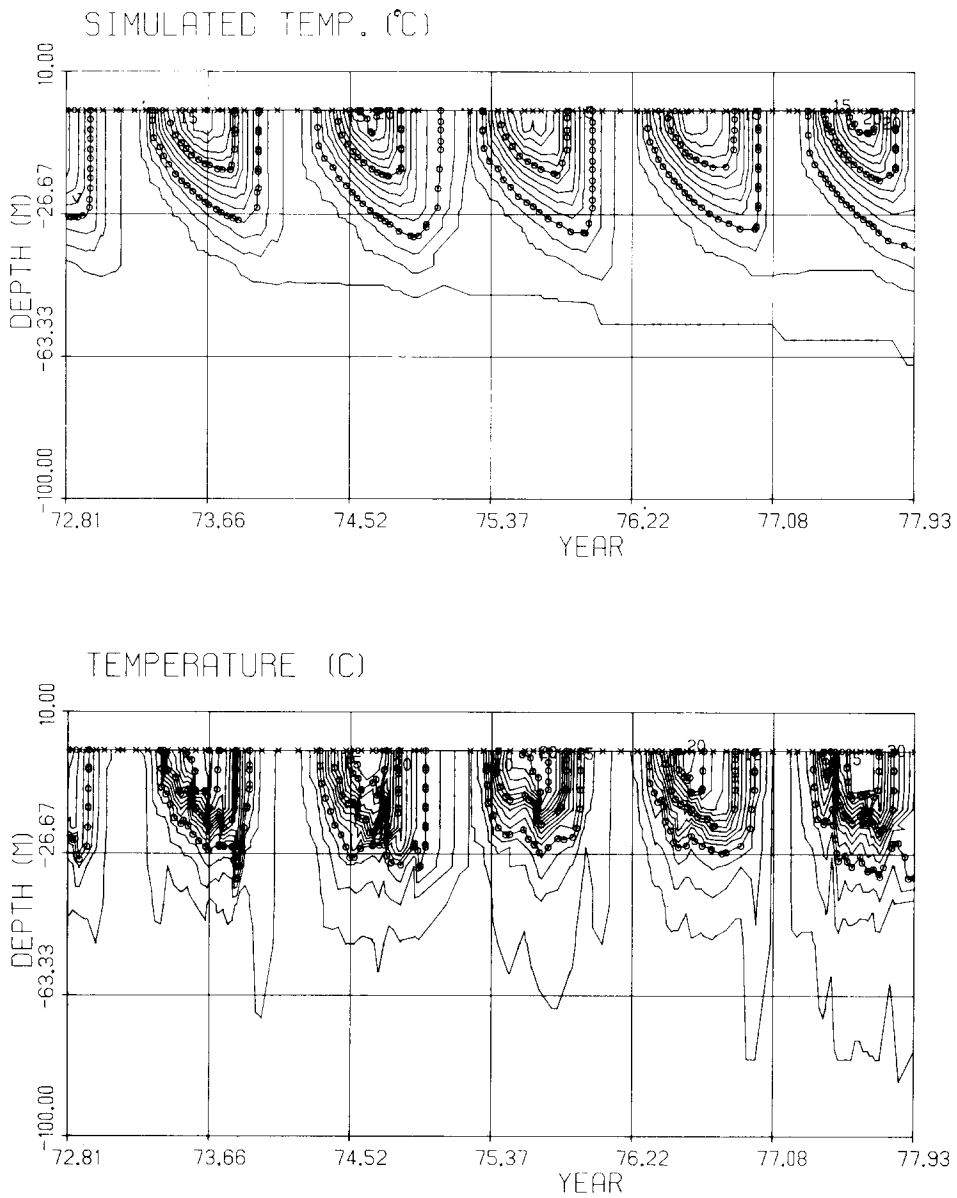 SIMULATED TEMP. (°C)
10.00
-26.67
-63.33
-100.00
DEPTH (M)
15
15
72.81 73.66 74.52 75.37 76.22 77.08 77.93
YEAR
TEMPERATURE (C)
10.00
-26.67
-63.33
-100.00
DEPTH (M)
20
72.81 73.66 74.52 75.37 76.22 77.08 77.93
YEAR